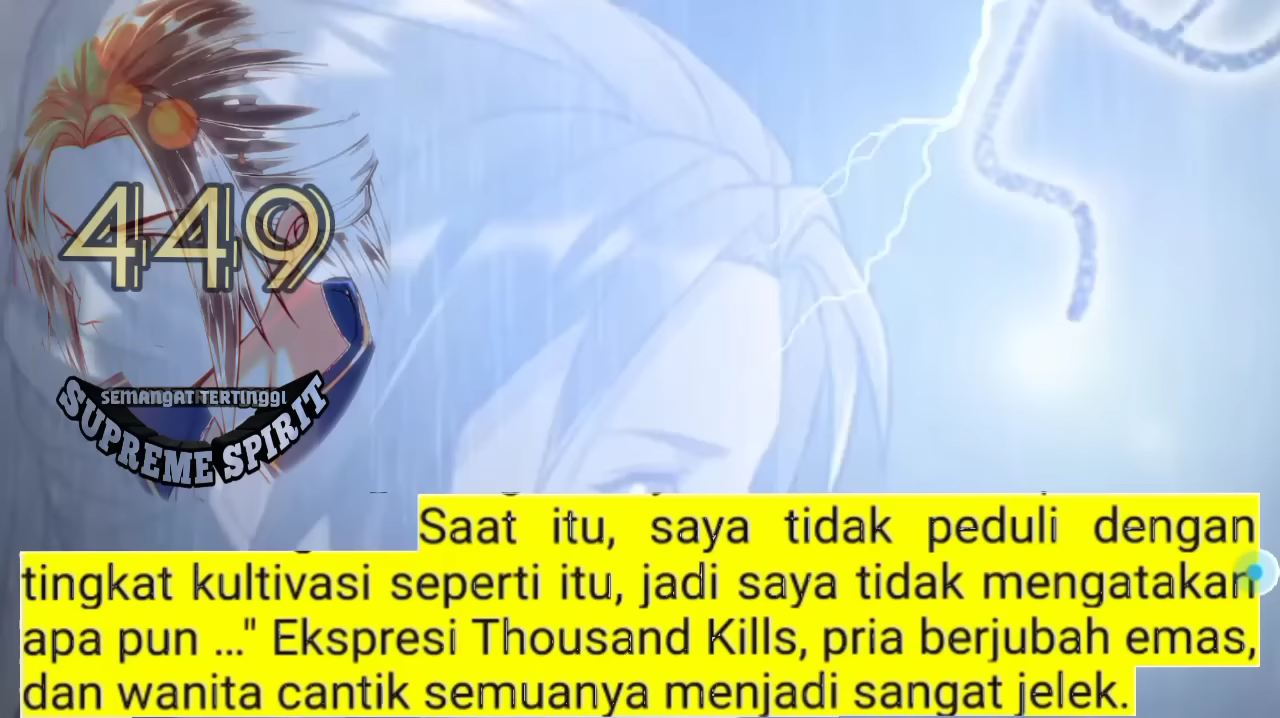 449
SEMANGAT TERTINGGI
SUPREME SPIRIT
Saat itu, saya tidak peduli dengan
tingkat kultivasi seperti itu, jadi saya tidak mengatakan
apa pun ..." Ekspresi Thousand Kills, pria berjubah emas,
dan wanita cantik semuanya menjadi sangat jelek.